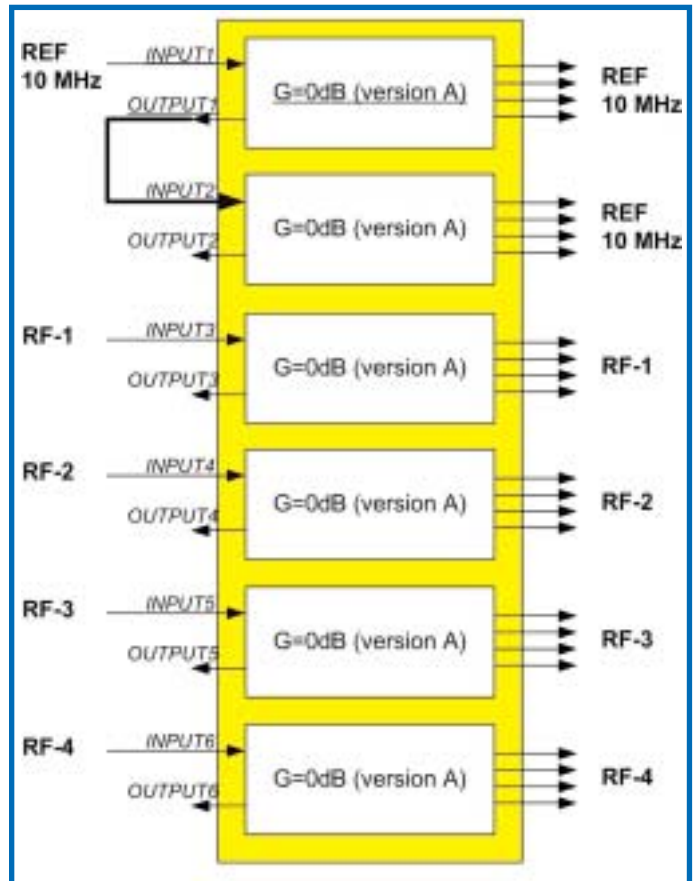 REF
10 MHz
INPUT1
OUTPUT1
G=0dB (version A)
REF
10 MHz
INPUT2
OUTPUT2
G=0dB (version A)
REF
10 MHz
RF-1
INPUT3
OUTPUT3
G=0dB (version A)
RF-1
RF-2
INPUT4
OUTPUT4
G=0dB (version A)
RF-2
RF-3
INPUT5
OUTPUT5
G=0dB (version A)
RF-3
RF-4
INPUT6
OUTPUT6
G=0dB (version A)
RF-4